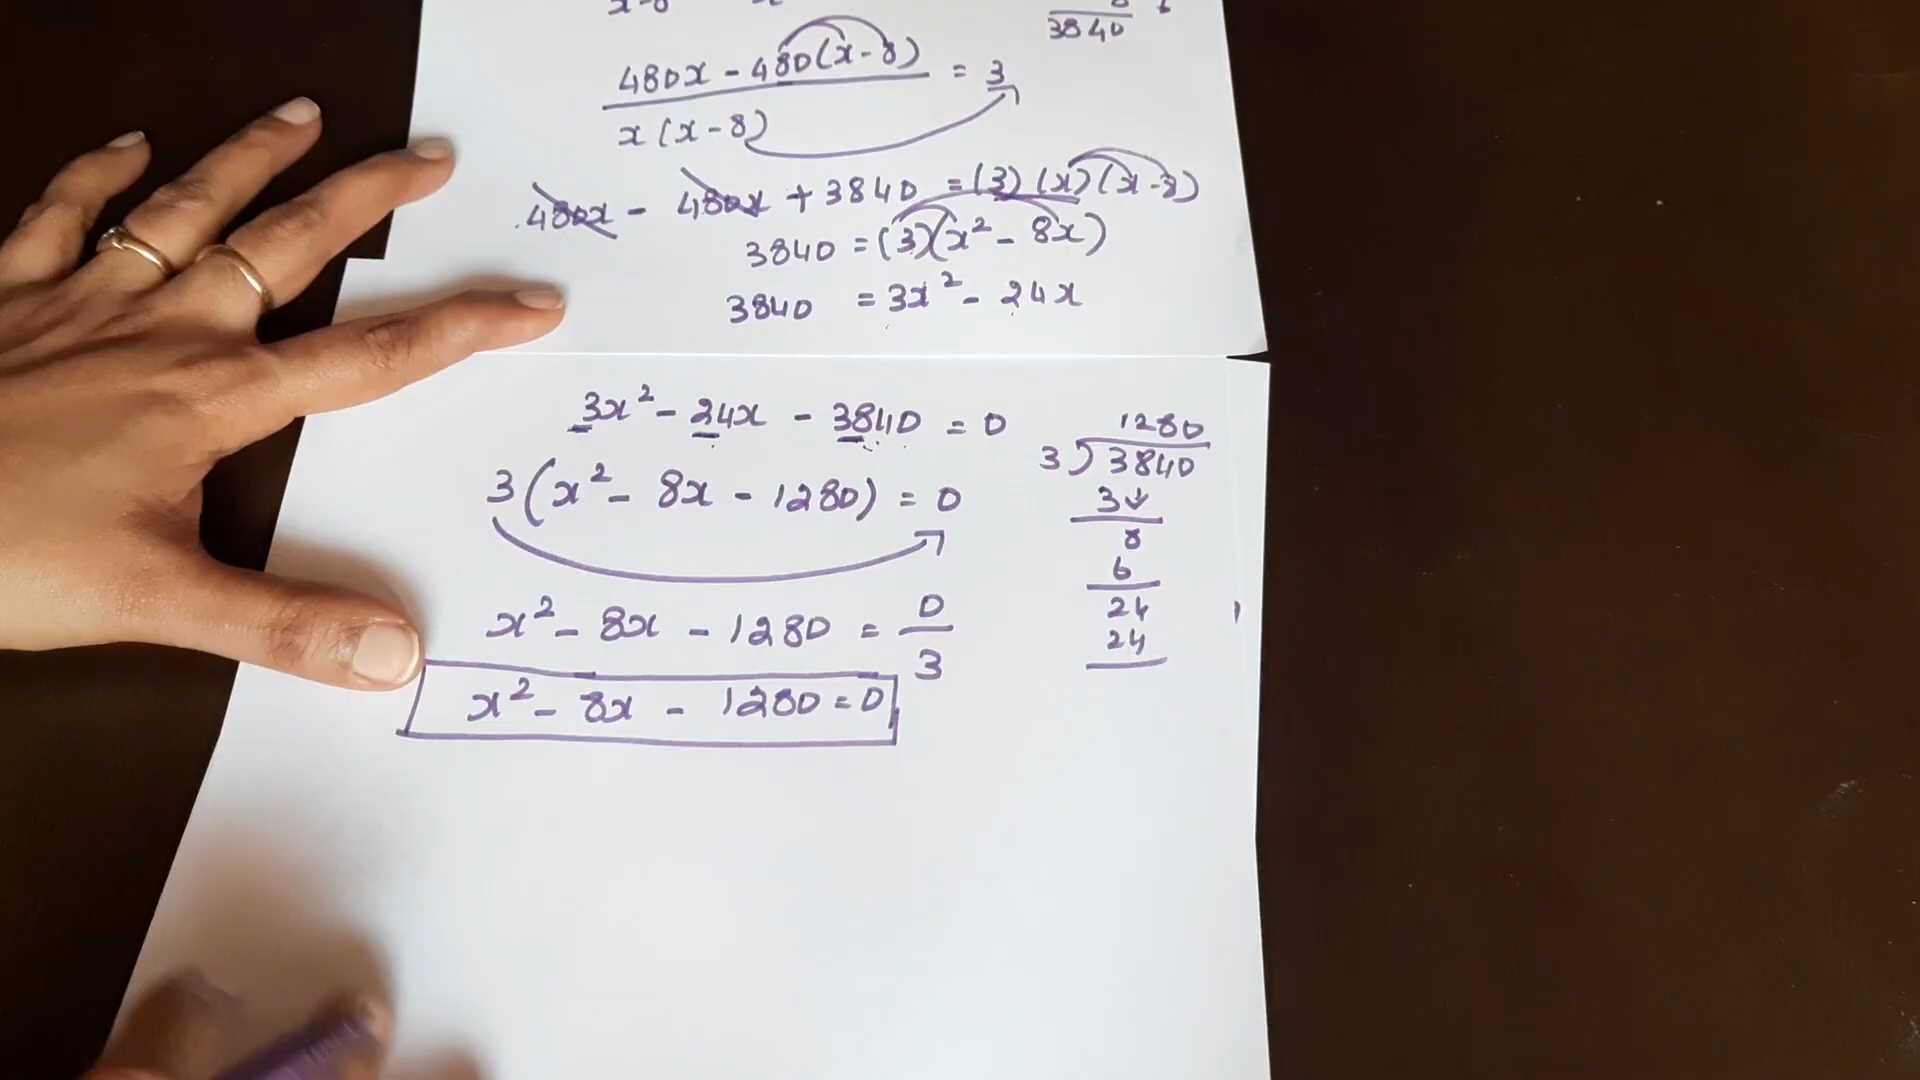 x-8
3840
480x - 480(x-8) = 3
x(x-8)
480x - 480x + 3840 = (3)(x)(x-8)
3840 = (3)(x² - 8x)
3840 = 3x² - 24x
3x² - 24x - 3840 = 0
3(x² - 8x - 1280) = 0
x² - 8x - 1280 = 0/3
x² - 8x - 1280 = 0
1280
3)3840
3
8
6
24
24